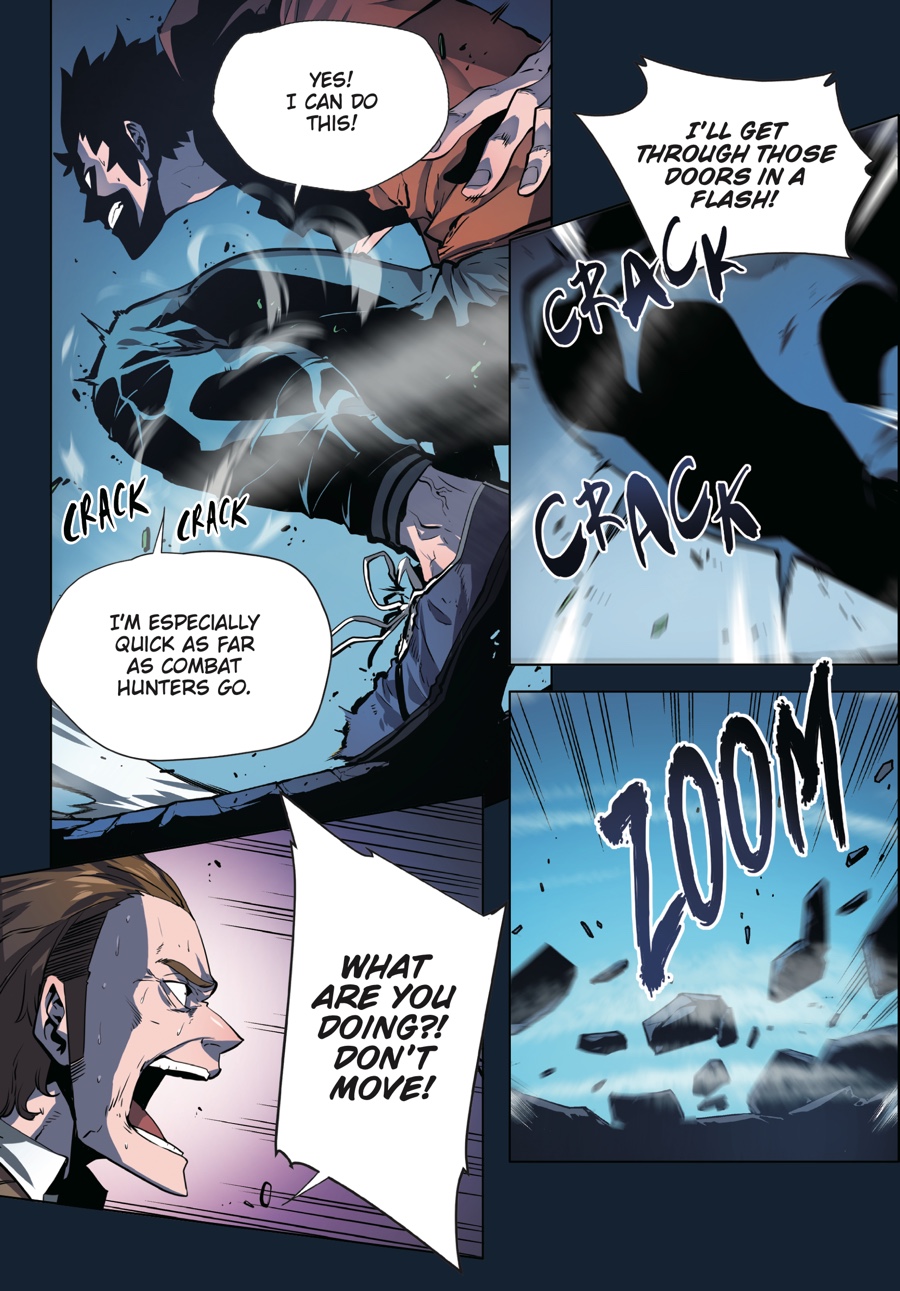 YES!
I CAN DO
THIS!
CRACK
CRACK
I'M ESPECIALLY
QUICK AS FAR
AS COMBAT
HUNTERS GO.
WHAT
ARE YOU
DOING?!
DON'T
MOVE!
I'LL GET
THROUGH THOSE
DOORS IN A
FLASH!
CRACK
CRACK
ZOOM